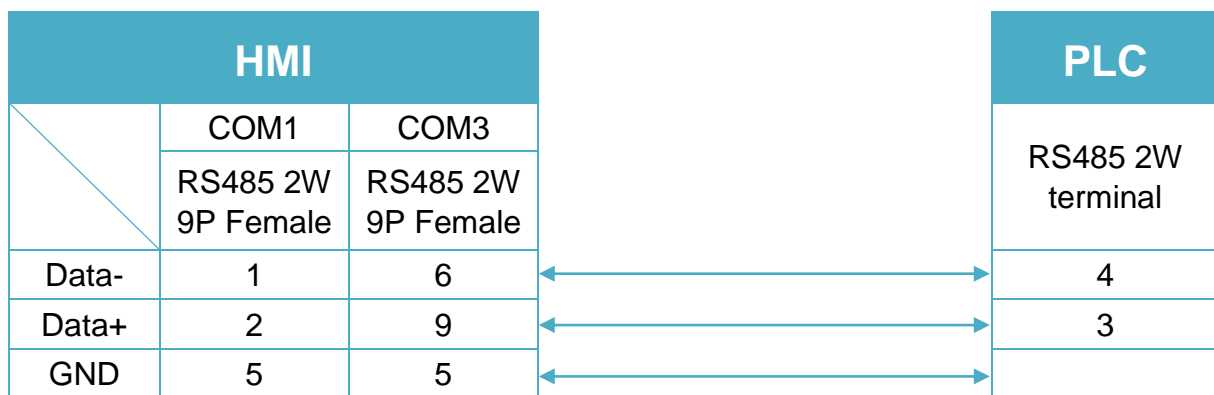 HMI PLC
COM1 COM3
RS485 2W RS485 2W RS485 2W
9P Female 9P Female terminal
Data- 1 6 4
Data+ 2 9 3
GND 5 5